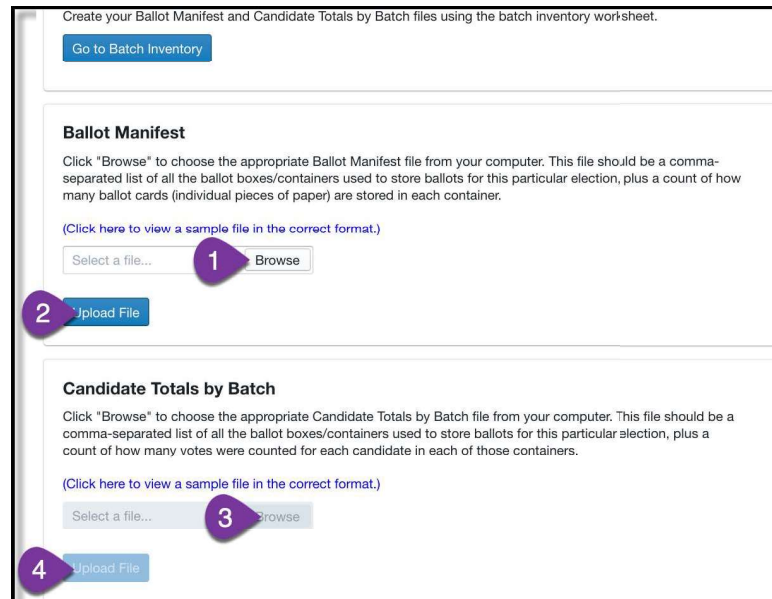 Create your Ballot Manifest and Candidate Totals by Batch files using the batch inventory worksheet.
Go to Batch Inventory
Ballot Manifest
Click "Browse" to choose the appropriate Ballot Manifest file from your computer. This file should be a comma-
separated list of all the ballot boxes/containers used to store ballots for this particular election, plus a count of how
many ballot cards (individual pieces of paper) are stored in each container.
(Click here to view a sample file in the correct format.)
Select a file... 1 Browse
2 Upload File
Candidate Totals by Batch
Click "Browse" to choose the appropriate Candidate Totals by Batch file from your computer. This file should be a
comma-separated list of all the ballot boxes/containers used to store ballots for this particular election, plus a
count of how many votes were counted for each candidate in each of those containers.
(Click here to view a sample file in the correct format.)
Select a file... 3 Browse
4 Upload File